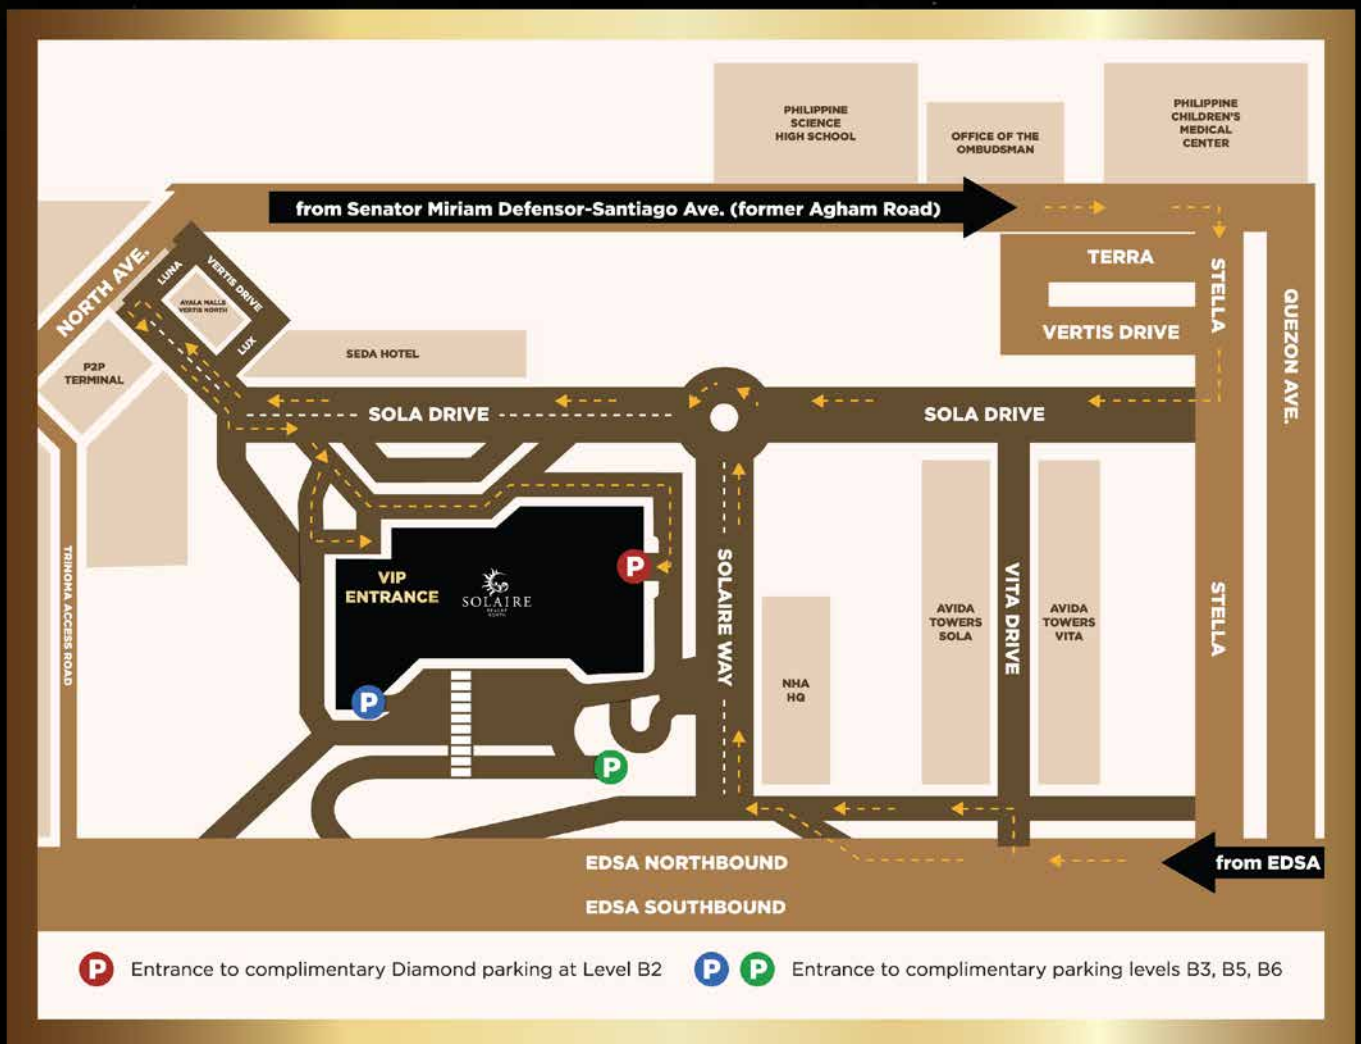 PHILIPPINE
SCIENCE
HIGH SCHOOL
OFFICE OF THE
OMBUDSMAN
PHILIPPINE
CHILDREN'S
MEDICAL
CENTER
from Senator Miriam Defensor-Santiago Ave. (former Agham Road)
NORTH AVE.
LUNA
VERTIS DRIVE
AYALA MALLS
VERTIS NORTH
LUX
TERRA
VERTIS DRIVE
STELLA
QUEZON AVE.
P2P
TERMINAL
SEDA HOTEL
SOLA DRIVE
SOLA DRIVE
TRINOMA ACCESS ROAD
VIP
ENTRANCE
SOLAIRE
RESORT
NORTH
P
P
P
SOLAIRE WAY
NHA
HQ
AVIDA
TOWERS
SOLA
VITA DRIVE
AVIDA
TOWERS
VITA
STELLA
from EDSA
EDSA NORTHBOUND
EDSA SOUTHBOUND
P Entrance to complimentary Diamond parking at Level B2
P P Entrance to complimentary parking levels B3, B5, B6